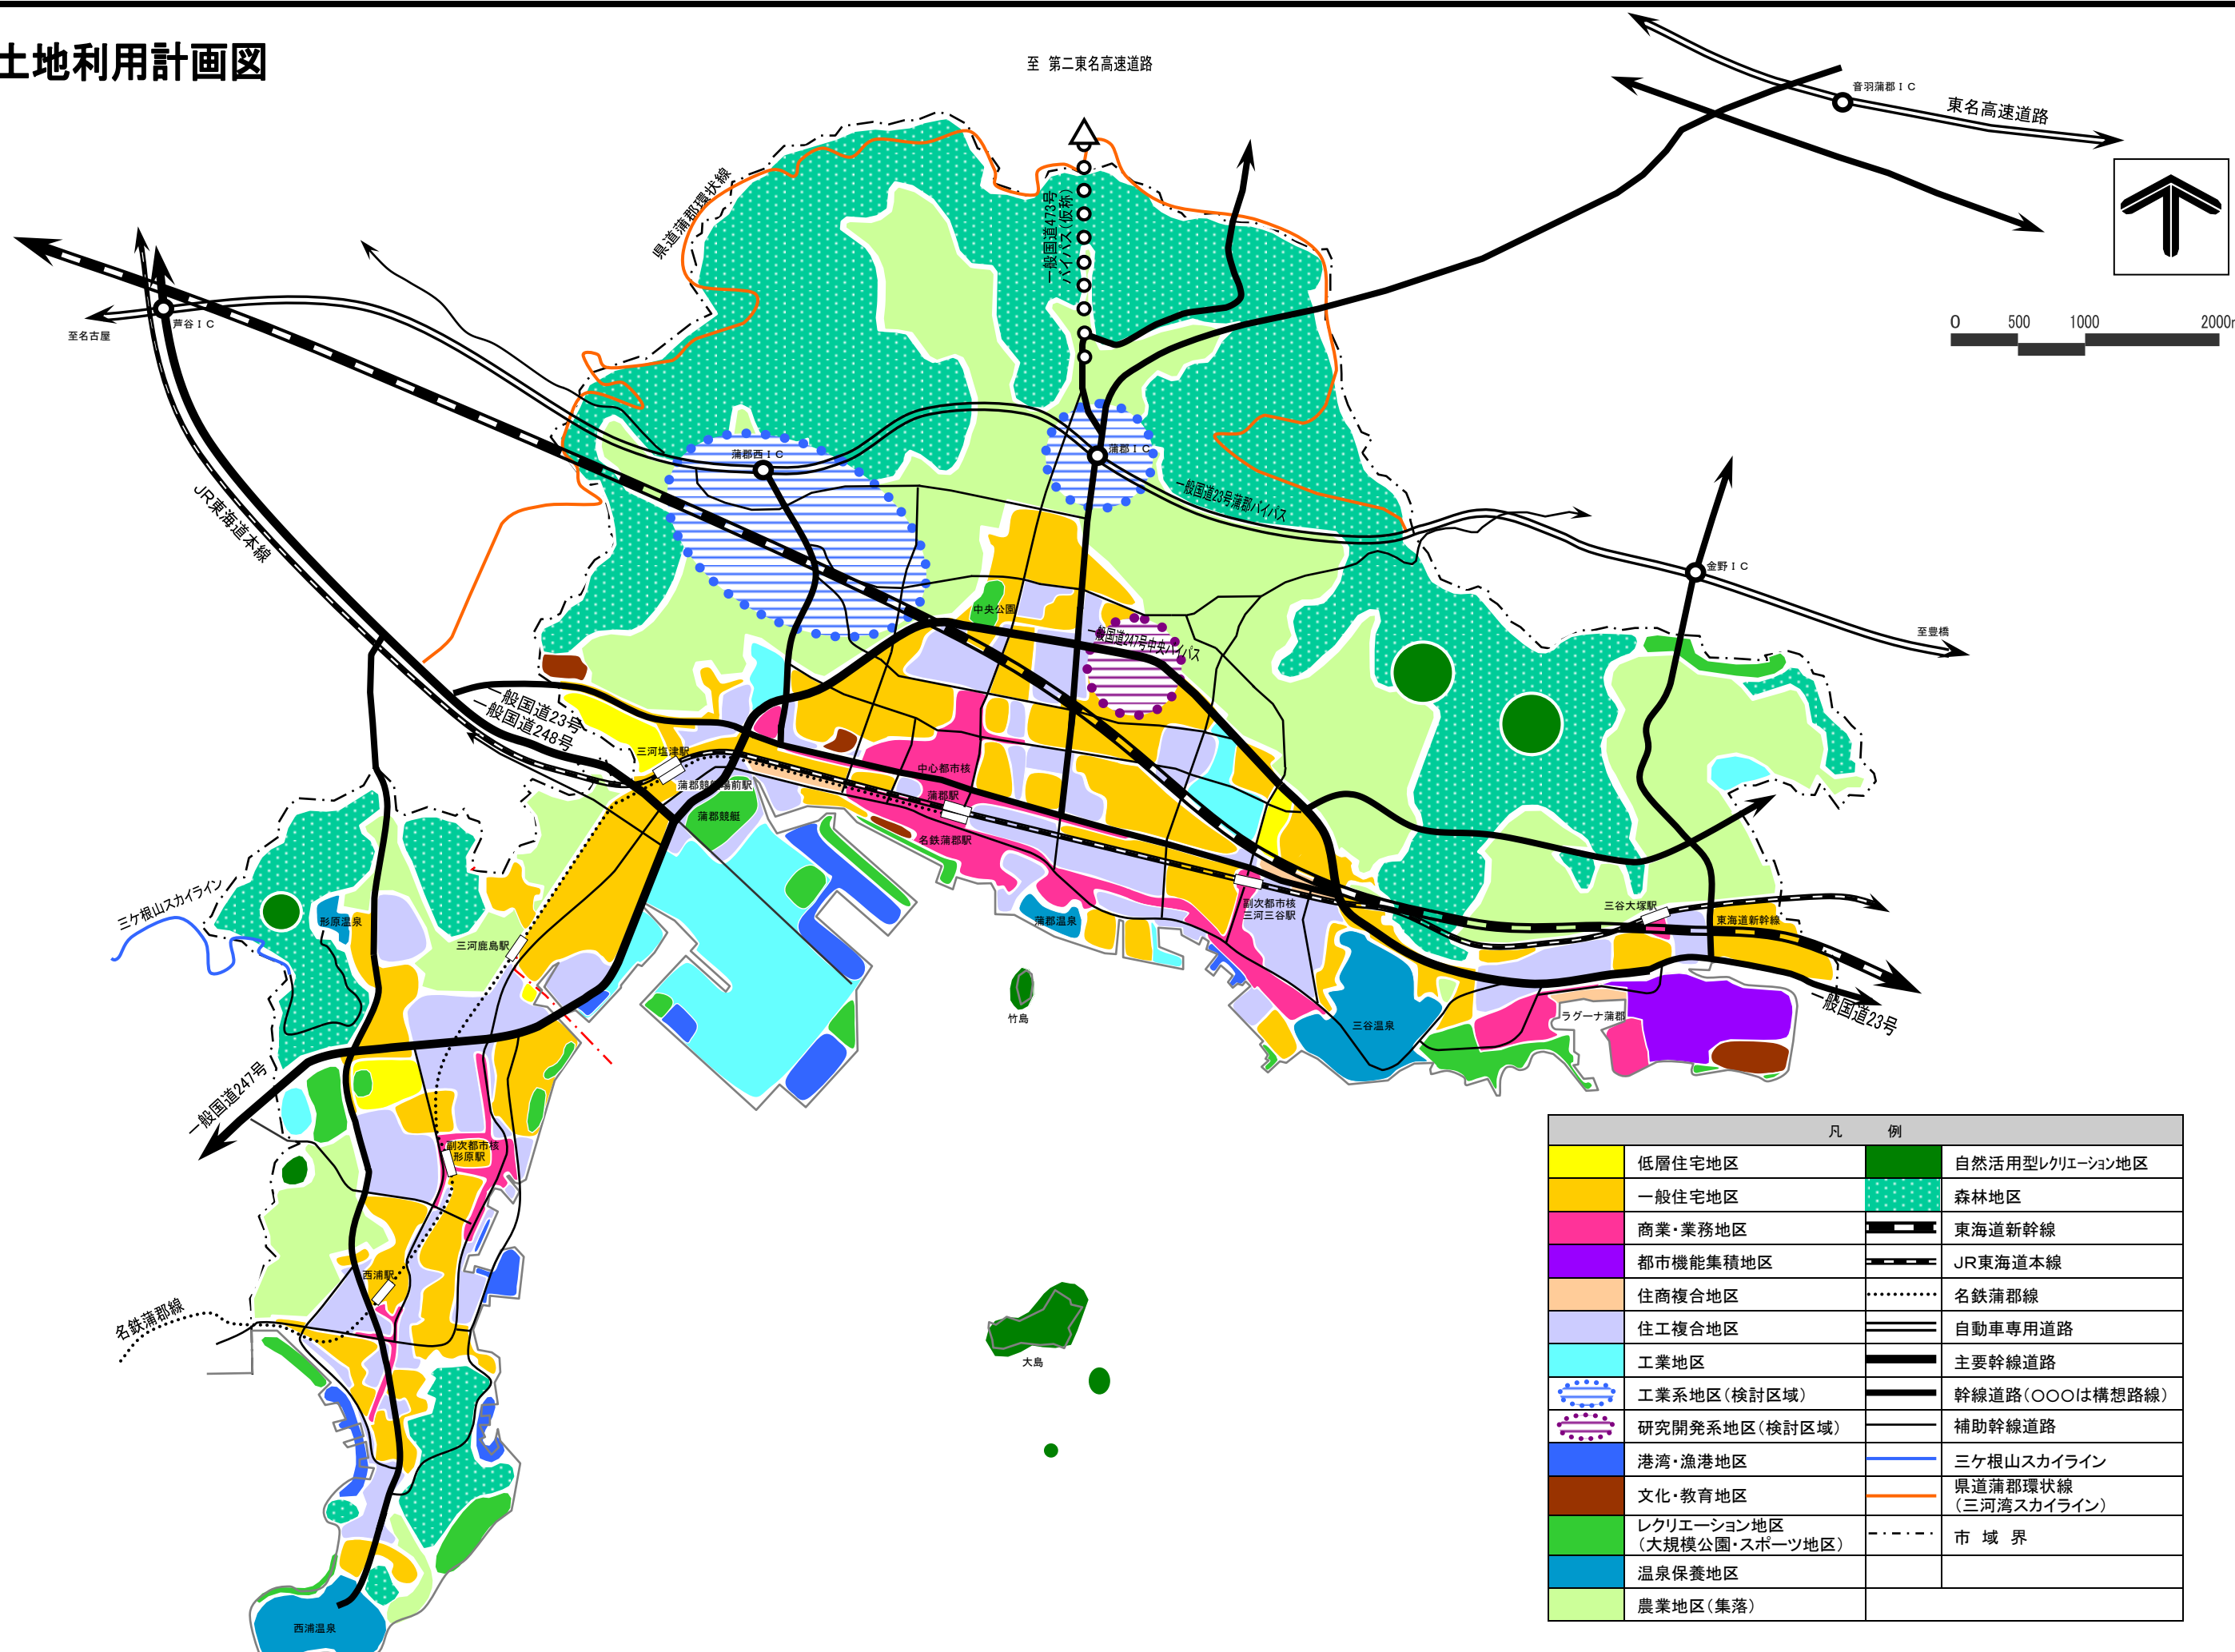 土地利用計画図
至 第二東名高速道路
音羽蒲郡IC
東名高速道路
県道蒲郡環状線
一般国道473号
バイパス(仮称)
0 500 1000 2000m
芦谷IC
至名古屋
蒲郡西IC
蒲郡IC
一般国道23号蒲郡バイパス
JR東海道本線
金野IC
至豊橋
中央公園
一般国道247号中央バイパス
一般国道23号
一般国道248号
三河塩津駅
蒲郡競艇場前駅
中心都市核
蒲郡駅
蒲郡競艇
名鉄蒲郡駅
三ケ根山スカイライン
形原温泉
三河鹿島駅
蒲郡温泉
副次都市核
三河三谷駅
三谷大塚駅
東海道新幹線
竹島
三谷温泉
ラグーナ蒲郡
一般国道23号
一般国道247号
副次都市核
形原駅
西浦駅
名鉄蒲郡線
大島
西浦温泉
凡 例
低層住宅地区
自然活用型レクリエーション地区
一般住宅地区
森林地区
商業・業務地区
東海道新幹線
都市機能集積地区
JR東海道本線
住商複合地区
名鉄蒲郡線
住工複合地区
自動車専用道路
工業地区
主要幹線道路
工業系地区(検討区域)
幹線道路(○○○は構想路線)
研究開発系地区(検討区域)
補助幹線道路
港湾・漁港地区
三ケ根山スカイライン
文化・教育地区
県道蒲郡環状線
(三河湾スカイライン)
レクリエーション地区
(大規模公園・スポーツ地区)
市 域 界
温泉保養地区
農業地区(集落)